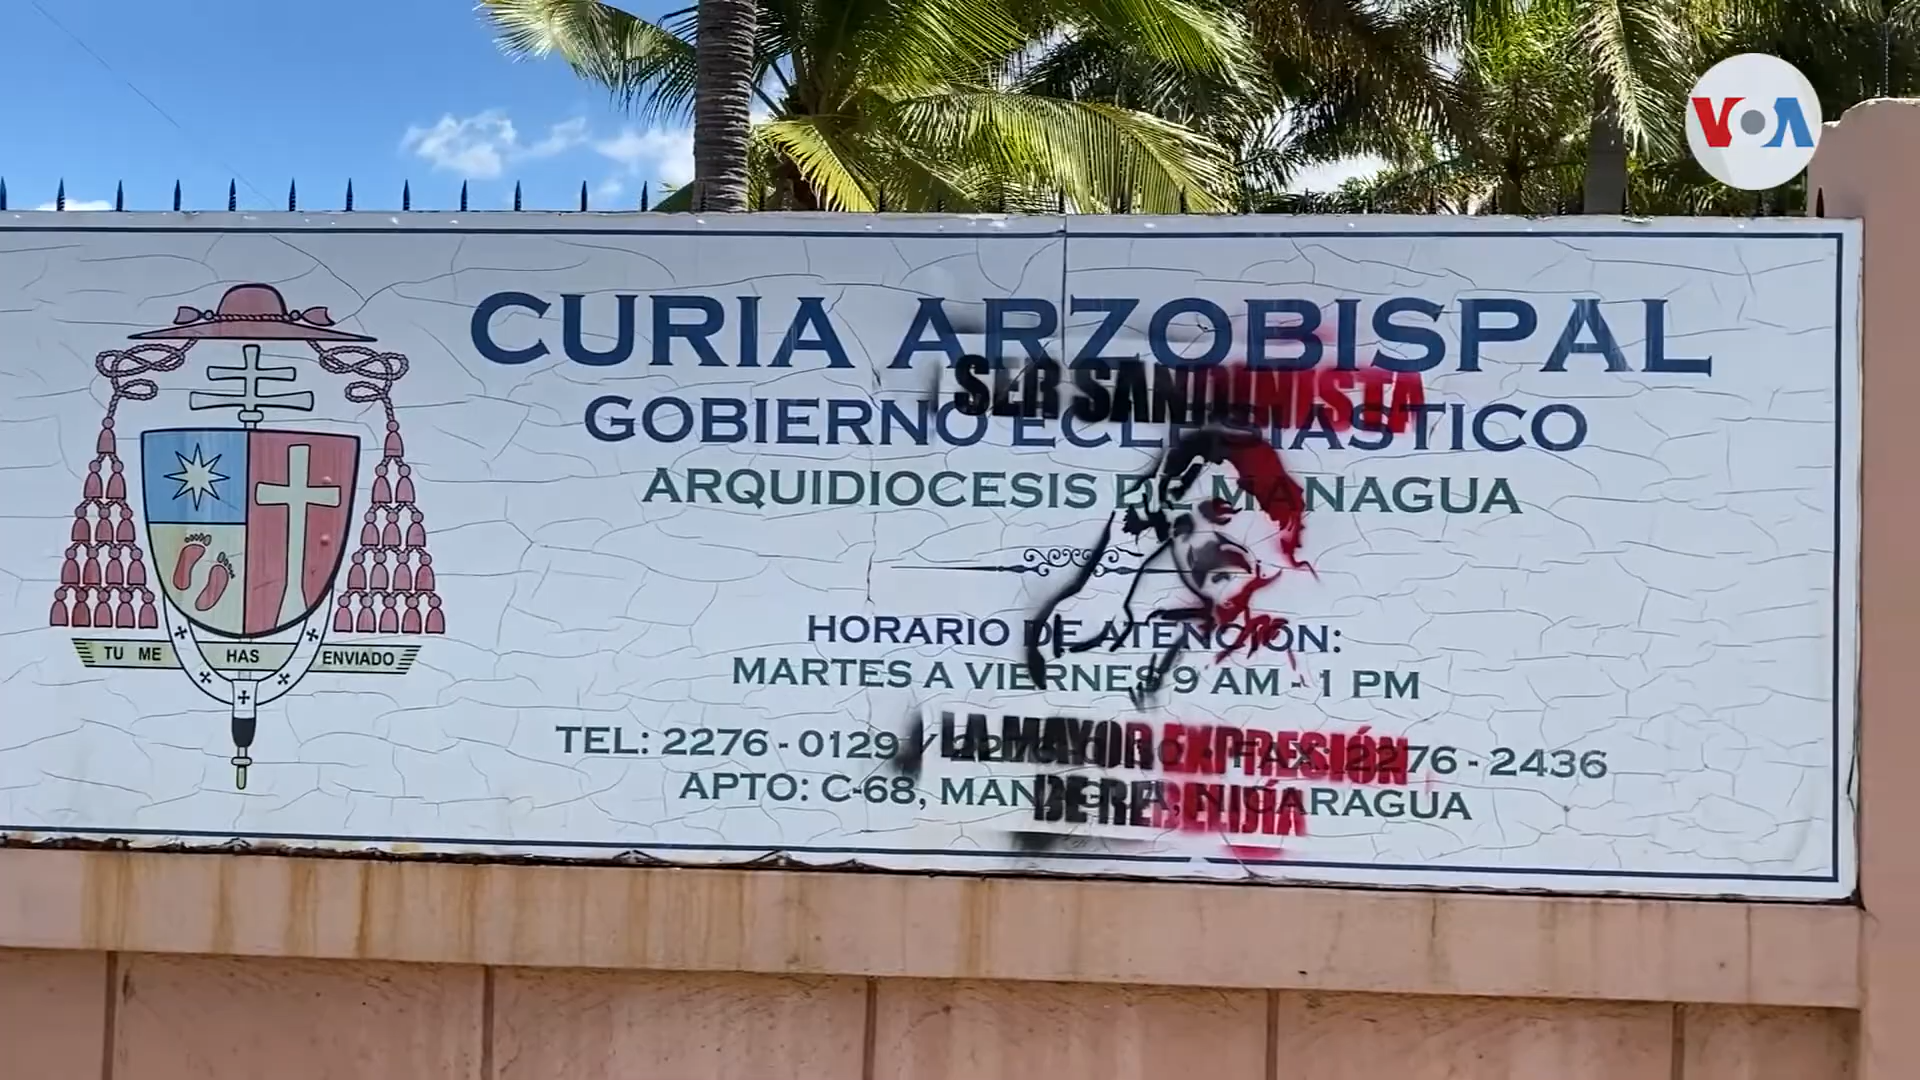 VOA
CURIA ARZOBISPAL
SER SANDINISTA
GOBIERNO ECLESIASTICO
ARQUIDIOCESIS DE MANAGUA
HORARIO DE ATENCION:
MARTES A VIERNES 9 AM - 1 PM
TU ME HAS ENVIADO
LA MAYOR EXPRESIÓN
DE REBELDÍA
TEL: 2276 - 0129 / FAX: 2276 - 2436
APTO: C-68, MANAGUA, NICARAGUA